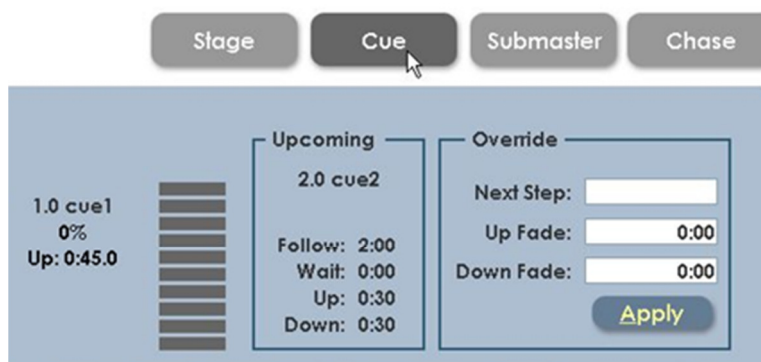 Stage Cue Submaster Chase
1.0 cue1
0%
Up: 0:45.0
Upcoming
2.0 cue2
Follow: 2:00
Wait: 0:00
Up: 0:30
Down: 0:30
Override
Next Step:
Up Fade: 0:00
Down Fade: 0:00
Apply